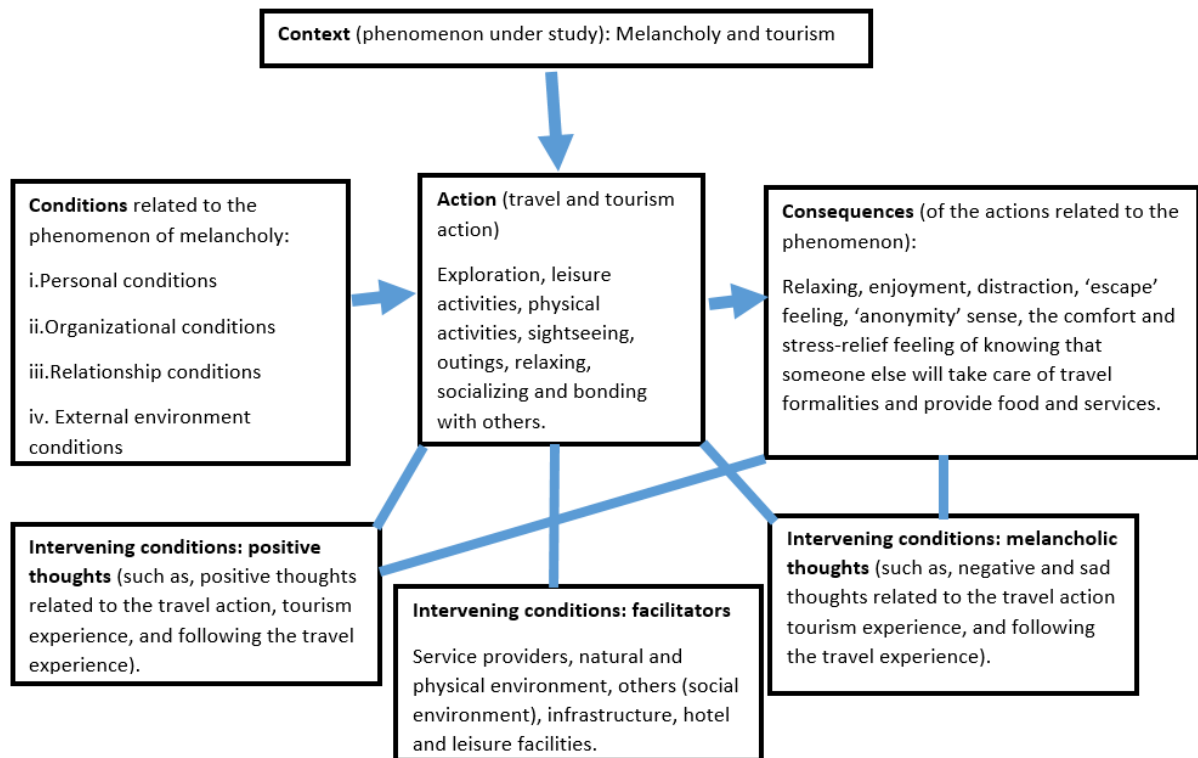 Context (phenomenon under study): Melancholy and tourism
Conditions related to the
phenomenon of melancholy:
i.Personal conditions
ii.Organizational conditions
iii.Relationship conditions
iv. External environment
conditions
Action (travel and tourism
action)
Exploration, leisure
activities, physical
activities, sightseeing,
outings, relaxing,
socializing and bonding
with others.
Consequences (of the actions related to the
phenomenon):
Relaxing, enjoyment, distraction, ‘escape’
feeling, ‘anonymity’ sense, the comfort and
stress-relief feeling of knowing that
someone else will take care of travel
formalities and provide food and services.
Intervening conditions: positive
thoughts (such as, positive thoughts
related to the travel action, tourism
experience, and following the travel
experience).
Intervening conditions: facilitators
Service providers, natural and
physical environment, others (social
environment), infrastructure, hotel
and leisure facilities.
Intervening conditions: melancholic
thoughts (such as, negative and sad
thoughts related to the travel action
tourism experience, and following
the travel experience).